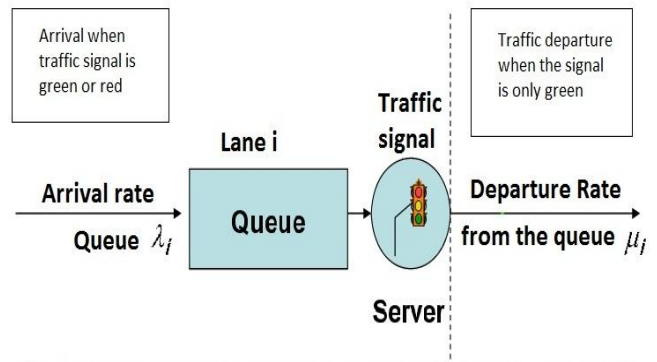 Arrival when
traffic signal is
green or red
Traffic departure
when the signal
is only green
Traffic
signal
Lane i
Arrival rate
Queue λi
Queue
Departure Rate
from the queue μi
Server